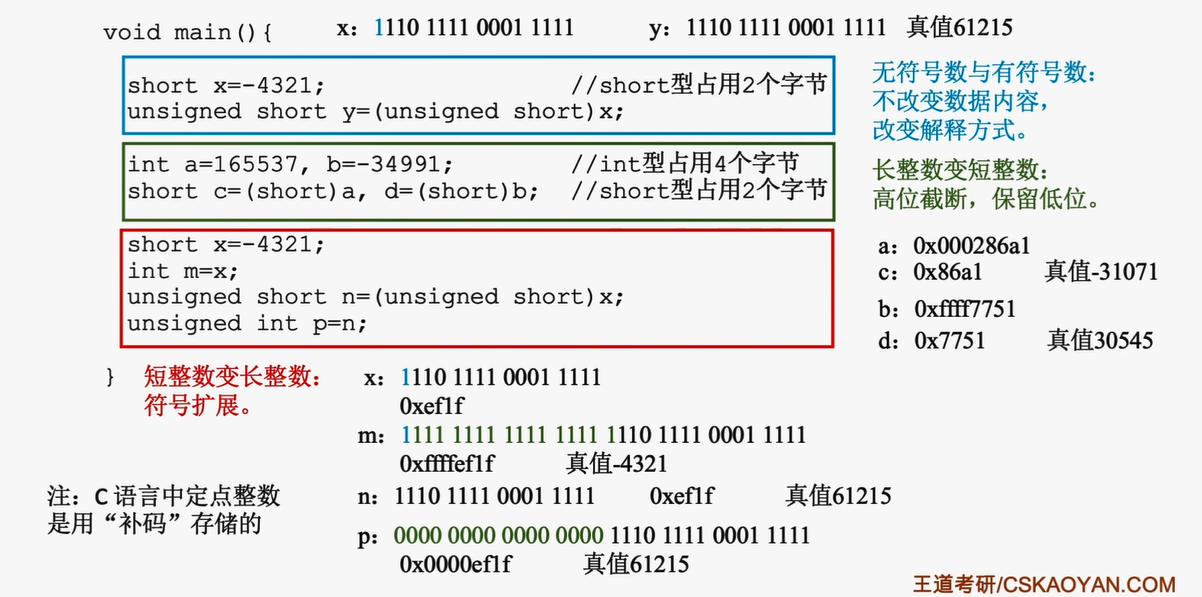 void main(){ x：1110 1111 0001 1111 y：1110 1111 0001 1111 真值61215
short x=-4321; //short型占用2个字节
unsigned short y=(unsigned short)x;
无符号数与有符号数：
不改变数据内容，
改变解释方式。
int a=165537, b=-34991; //int型占用4个字节
short c=(short)a, d=(short)b; //short型占用2个字节
长整数变短整数：
高位截断，保留低位。
short x=-4321;
int m=x;
unsigned short n=(unsigned short)x;
unsigned int p=n;
a：0x000286a1
c：0x86a1 真值-31071
b：0xffff7751
d：0x7751 真值30545
} 短整数变长整数：
符号扩展。
x：1110 1111 0001 1111
0xef1f
m：1111 1111 1111 1111 1110 1111 0001 1111
0xffffef1f 真值-4321
注：C 语言中定点整数
是用“补码”存储的
n：1110 1111 0001 1111 0xef1f 真值61215
p：0000 0000 0000 0000 1110 1111 0001 1111
0x0000ef1f 真值61215
王道考研/CSKAOYAN.COM